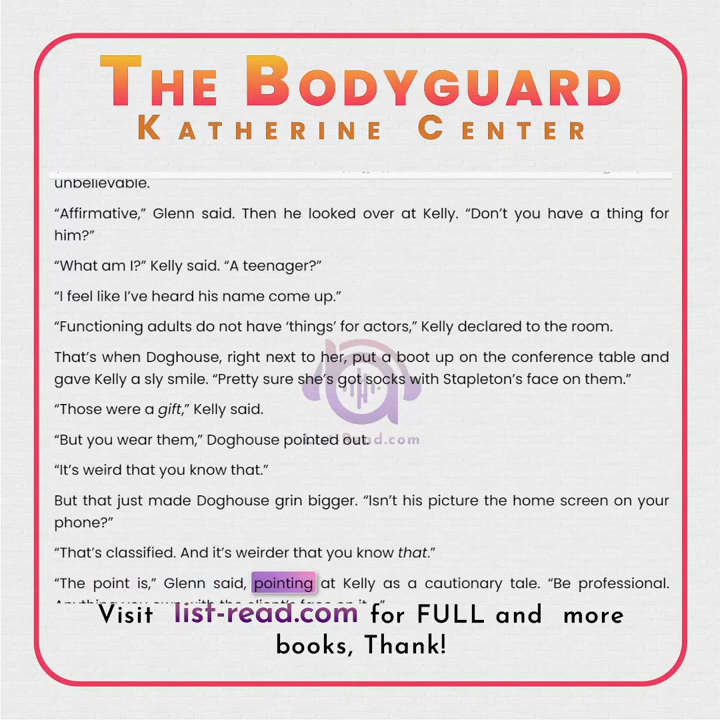 THE BODYGUARD
KATHERINE CENTER
unbelievable.
“Affirmative,” Glenn said. Then he looked over at Kelly. “Don’t you have a thing for
him?”
“What am I?” Kelly said. “A teenager?”
“I feel like I’ve heard his name come up.”
“Functioning adults do not have ‘things’ for actors,” Kelly declared to the room.
That’s when Doghouse, right next to her, put a boot up on the conference table and
gave Kelly a sly smile. “Pretty sure she’s got socks with Stapleton’s face on them.”
“Those were a gift,” Kelly said.
“But you wear them,” Doghouse pointed out.
“It’s weird that you know that.”
But that just made Doghouse grin bigger. “Isn’t his picture the home screen on your
phone?”
“That’s classified. And it’s weirder that you know that.”
“The point is,” Glenn said, pointing at Kelly as a cautionary tale. “Be professional.
Visit list-read.com for FULL and more
books, Thank!